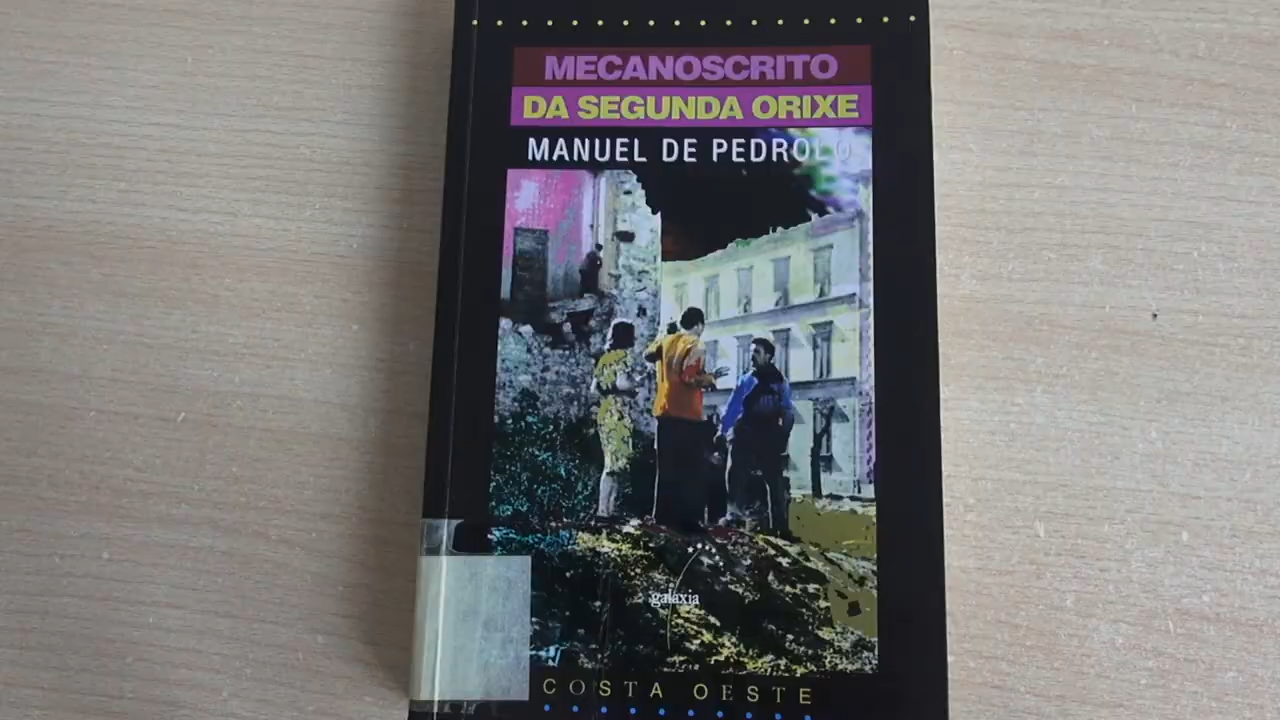 MECANOSCRITO
DA SEGUNDA ORIXE
MANUEL DE PEDROLO
galaxia
COSTA OESTE